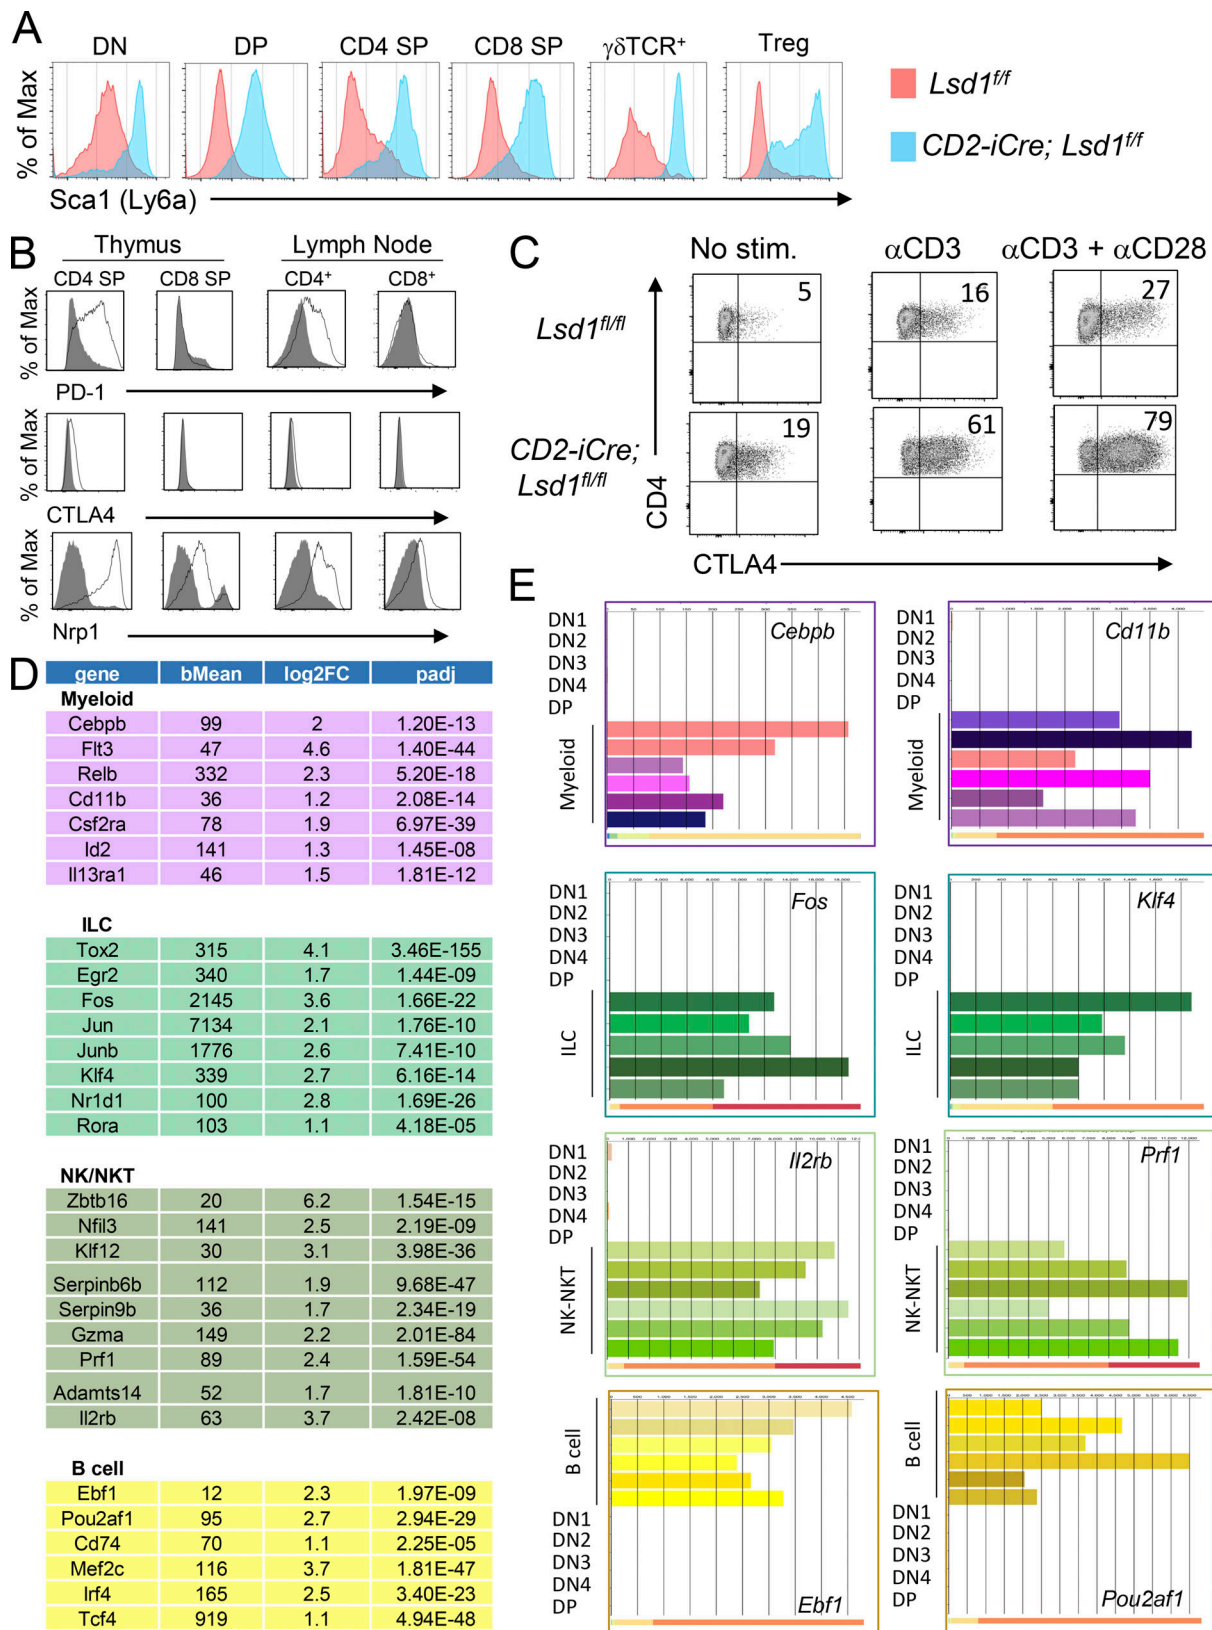 A
DN DP CD4 SP CD8 SP γδTCR+ Treg
% of Max
Lsd1f/f
CD2-iCre; Lsd1f/f
Sca1 (Ly6a)
B
Thymus Lymph Node
CD4 SP CD8 SP CD4+ CD8+
% of Max
PD-1
% of Max
CTLA4
% of Max
Nrp1
C
No stim. αCD3 αCD3 + αCD28
Lsd1fl/fl
5 16 27
CD2-iCre;
Lsd1fl/fl
19 61 79
CD4
CTLA4
D
gene bMean log2FC padj
Myeloid
Cebpb 99 2 1.20E-13
Flt3 47 4.6 1.40E-44
Relb 332 2.3 5.20E-18
Cd11b 36 1.2 2.08E-14
Csf2ra 78 1.9 6.97E-39
Id2 141 1.3 1.45E-08
Il13ra1 46 1.5 1.81E-12
ILC
Tox2 315 4.1 3.46E-155
Egr2 340 1.7 1.44E-09
Fos 2145 3.6 1.66E-22
Jun 7134 2.1 1.76E-10
Junb 1776 2.6 7.41E-10
Klf4 339 2.7 6.16E-14
Nr1d1 100 2.8 1.69E-26
Rora 103 1.1 4.18E-05
NK/NKT
Zbtb16 20 6.2 1.54E-15
Nfil3 141 2.5 2.19E-09
Klf12 30 3.1 3.98E-36
Serpinb6b 112 1.9 9.68E-47
Serpin9b 36 1.7 2.34E-19
Gzma 149 2.2 2.01E-84
Prf1 89 2.4 1.59E-54
Adamts14 52 1.7 1.81E-10
Il2rb 63 3.7 2.42E-08
B cell
Ebf1 12 2.3 1.97E-09
Pou2af1 95 2.7 2.94E-29
Cd74 70 1.1 2.25E-05
Mef2c 116 3.7 1.81E-47
Irf4 165 2.5 3.40E-23
Tcf4 919 1.1 4.94E-48
E
Cebpb
DN1
DN2
DN3
DN4
DP
Myeloid
Cd11b
DN1
DN2
DN3
DN4
DP
Myeloid
Fos
DN1
DN2
DN3
DN4
DP
ILC
Klf4
DN1
DN2
DN3
DN4
DP
ILC
Il2rb
DN1
DN2
DN3
DN4
DP
NK-NKT
Prf1
DN1
DN2
DN3
DN4
DP
NK-NKT
B cell
DN1
DN2
DN3
DN4
DP
Ebf1
B cell
DN1
DN2
DN3
DN4
DP
Pou2af1